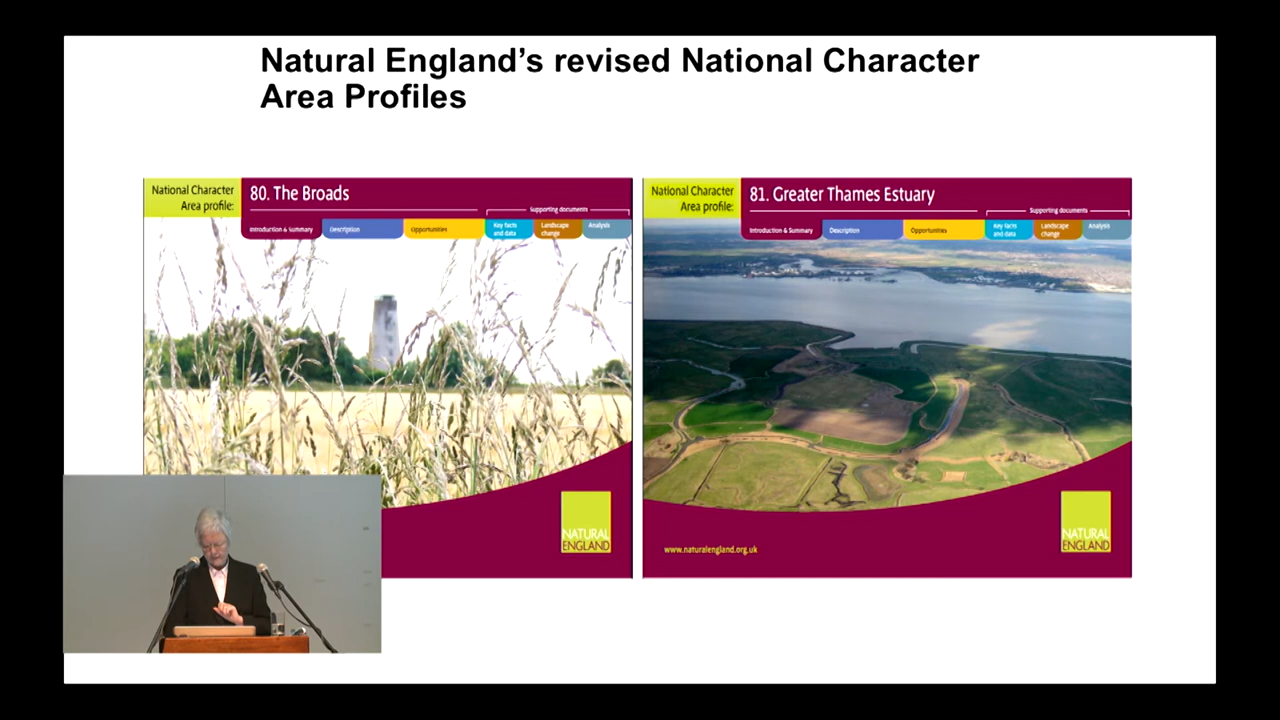 Natural England’s revised National Character
Area Profiles
National Character
Area profile:
80. The Broads
Supporting documents
Introduction & Summary
Description
Opportunities
Key facts
and data
Landscape
change
Analysis
NATURAL
ENGLAND
National Character
Area profile:
81. Greater Thames Estuary
Supporting documents
Introduction & Summary
Description
Opportunities
Key facts
and data
Landscape
change
Analysis
www.naturalengland.org.uk
NATURAL
ENGLAND